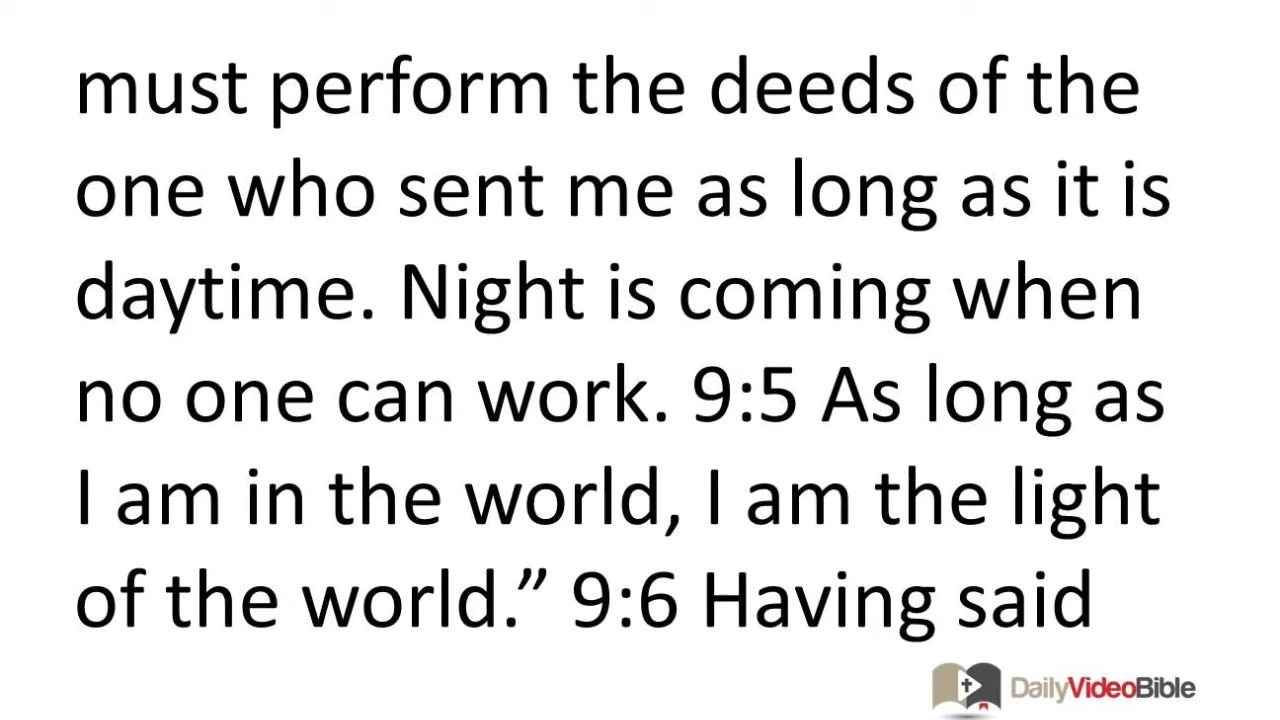 must perform the deeds of the
one who sent me as long as it is
daytime. Night is coming when
no one can work. 9:5 As long as
I am in the world, I am the light
of the world.” 9:6 Having said
DailyVideoBible